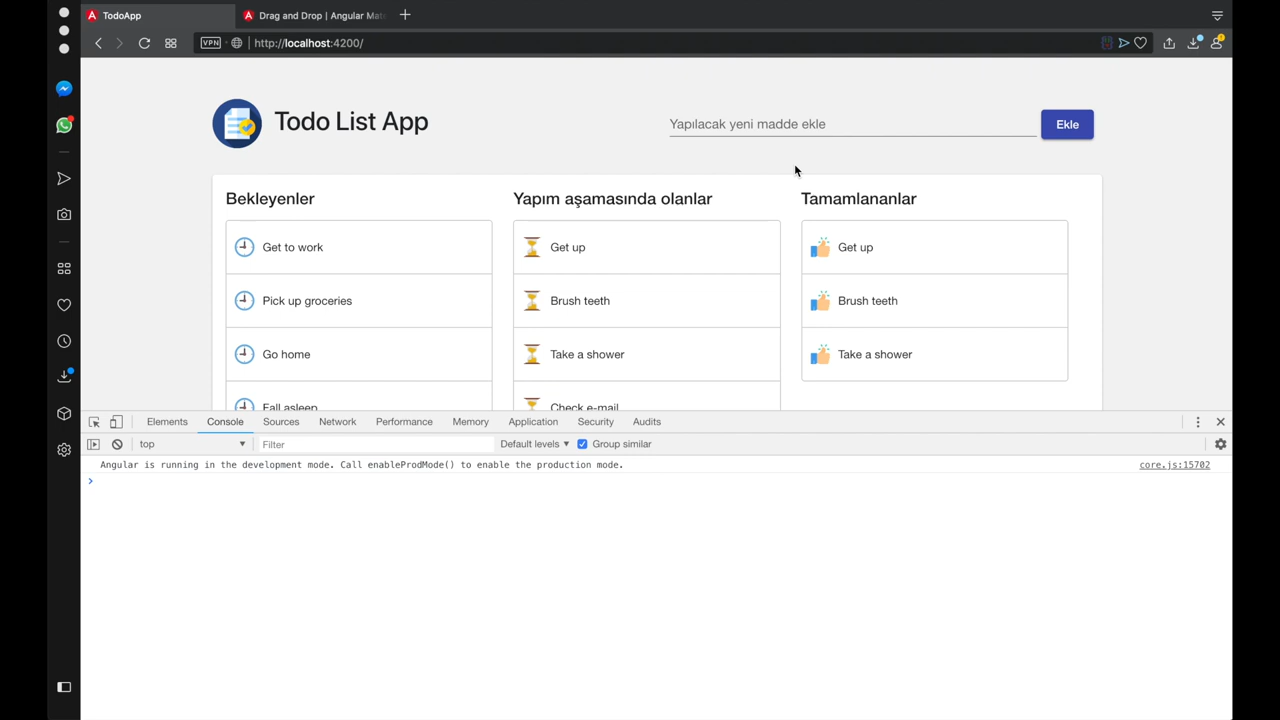 TodoApp
Drag and Drop | Angular Mate
VPN
http://localhost:4200/
Todo List App
Yapılacak yeni madde ekle
Ekle
Bekleyenler
Yapım aşamasında olanlar
Tamamlananlar
Get to work
Get up
Get up
Pick up groceries
Brush teeth
Brush teeth
Go home
Take a shower
Take a shower
Fall asleep
Check e-mail
Elements
Console
Sources
Network
Performance
Memory
Application
Security
Audits
top
Filter
Default levels
Group similar
Angular is running in the development mode. Call enableProdMode() to enable the production mode.
core.js:15702